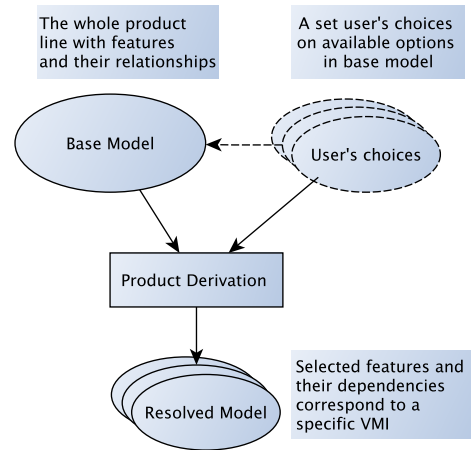 The whole product
line with features
and their relationships
A set user's choices
on available options
in base model
Base Model
User's choices
Product Derivation
Resolved Model
Selected features and
their dependencies
correspond to a
specific VMI